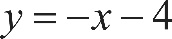 y = −x − 4